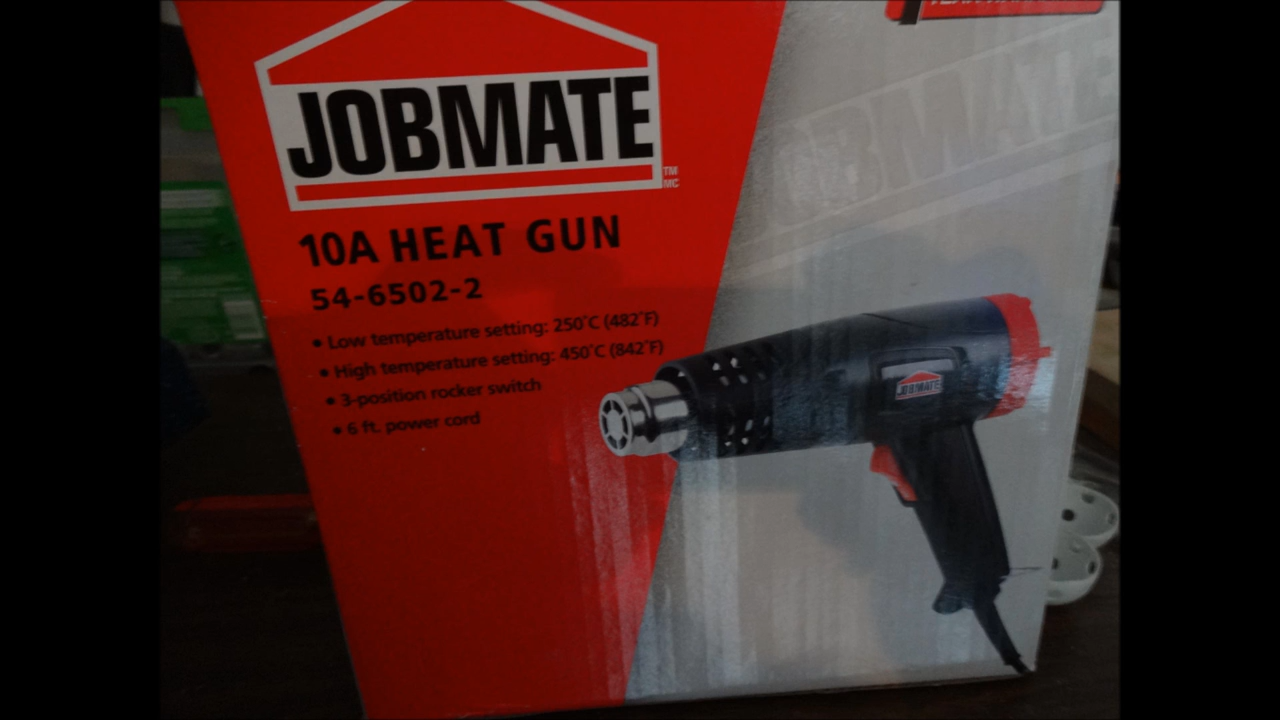 JOBMATE
TM
MC
10A HEAT GUN
54-6502-2
• Low temperature setting: 250°C (482°F)
• High temperature setting: 450°C (842°F)
• 3-position rocker switch
• 6 ft. power cord
JOBMATE
JOBMATE